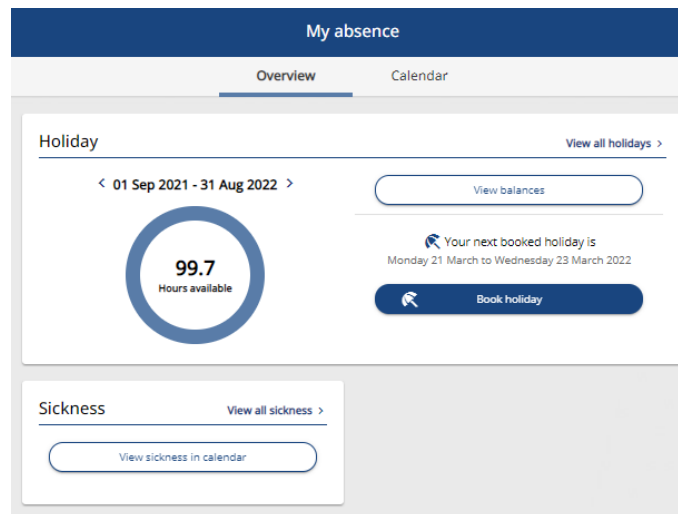 My absence
Overview
Calendar
Holiday
View all holidays >
< 01 Sep 2021 - 31 Aug 2022 >
99.7
Hours available
View balances
Your next booked holiday is
Monday 21 March to Wednesday 23 March 2022
Book holiday
Sickness
View all sickness >
View sickness in calendar